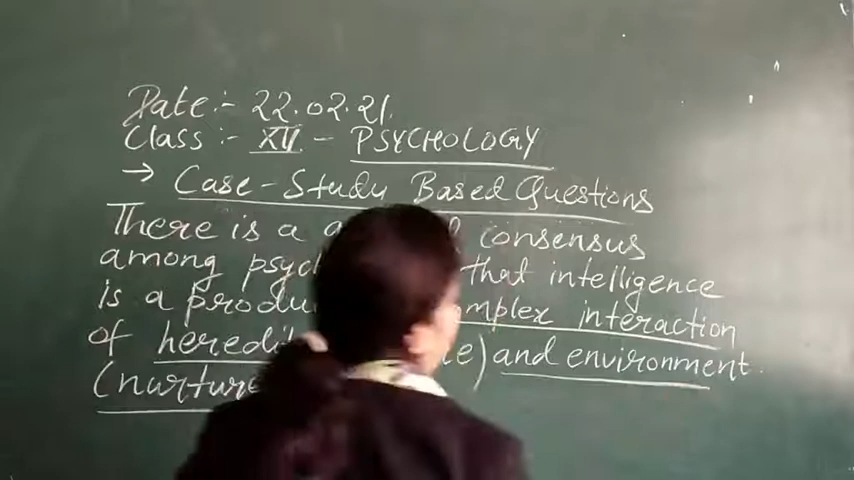 Date:- 22.02.21.
Class :- XII - PSYCHOLOGY
→ Case-Study Based Questions
There is a consensus
among that intelligence
is a interaction
of and environment
(nurture